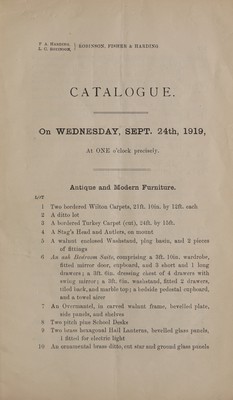 P. A. HARDING,
L. G. ROBINSON, } ROBINSON, FISHER & HARDING
CATALOGUE.
On WEDNESDAY, SEPT. 24th, 1919,
At ONE o'clock precisely.
Antique and Modern Furniture.
LOT
1 Two bordered Wilton Carpets, 21ft. 10in. by 12ft. each
2 A ditto lot
3 A bordered Turkey Carpet (cut), 24ft. by 15ft.
4 A Stag's Head and Antlers, on mount
5 A walnut enclosed Washstand, plug basin, and 2 pieces
of fittings
6 An ash Bedroom Suite, comprising a 3ft. 10in. wardrobe,
fitted mirror door, cupboard, and 3 short and 1 long
drawers; a 3ft. 6in. dressing chest of 4 drawers with
swing mirror; a 3ft. 6in. washstand, fitted 2 drawers,
tiled back, and marble top; a bedside pedestal cupboard,
and a towel airer
7 An Overmantel, in carved walnut frame, bevelled plate,
side panels, and shelves
8 Two pitch pine School Desks
9 Two brass hexagonal Hall Lanterns, bevelled glass panels,
1 fitted for electric light
10 An ornamental brass ditto, cut star and ground glass panels